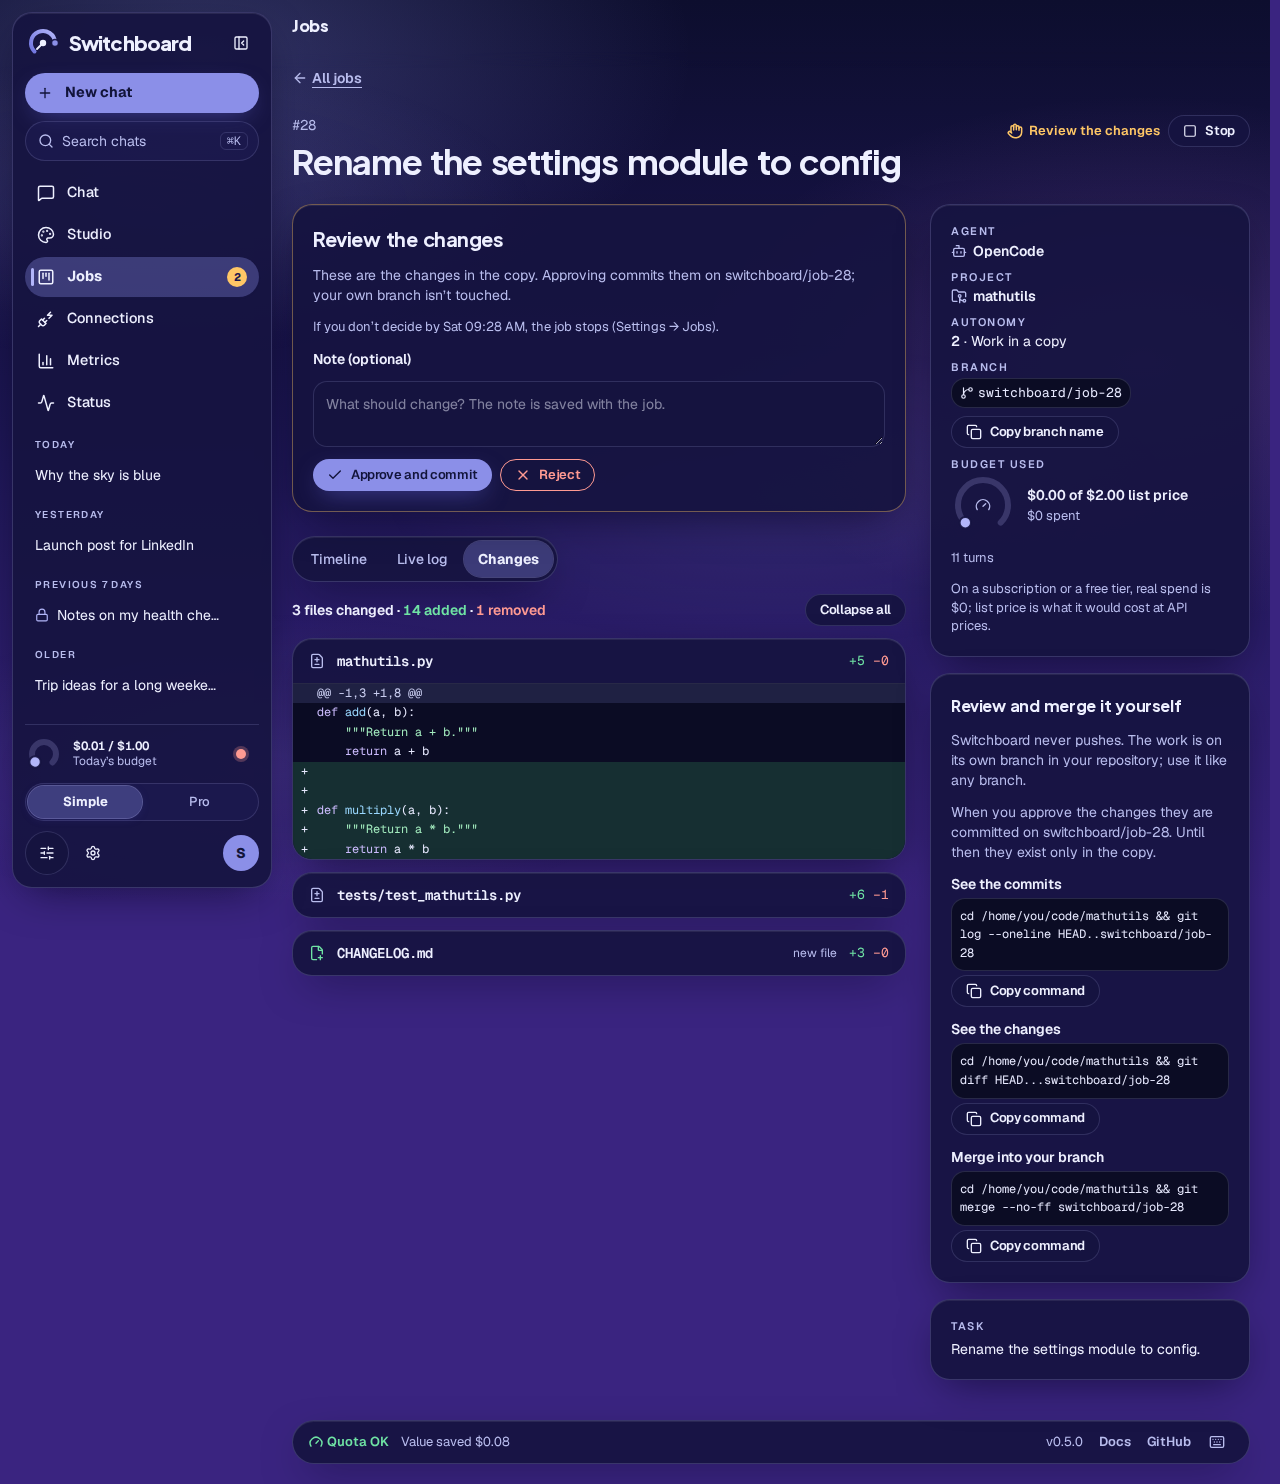 Switchboard
New chat
Search chats ⌘K
Chat
Studio
Jobs 2
Connections
Metrics
Status
TODAY
Why the sky is blue
YESTERDAY
Launch post for LinkedIn
PREVIOUS 7 DAYS
Notes on my health che…
OLDER
Trip ideas for a long weeke…
$0.01 / $1.00
Today's budget
Simple Pro
S
Jobs
All jobs
#28
Rename the settings module to config
Review the changes Stop
Review the changes
These are the changes in the copy. Approving commits them on switchboard/job-28;
your own branch isn't touched.
If you don't decide by Sat 09:28 AM, the job stops (Settings → Jobs).
Note (optional)
What should change? The note is saved with the job.
Approve and commit Reject
Timeline Live log Changes
3 files changed · 14 added · 1 removed Collapse all
mathutils.py +5 −0
@@ -1,3 +1,8 @@
def add(a, b):
"""Return a + b."""
return a + b
+
+
+ def multiply(a, b):
+ """Return a * b."""
+ return a * b
tests/test_mathutils.py +6 −1
CHANGELOG.md new file +3 −0
AGENT
OpenCode
PROJECT
mathutils
AUTONOMY
2 · Work in a copy
BRANCH
switchboard/job-28
Copy branch name
BUDGET USED
$0.00 of $2.00 list price
$0 spent
11 turns
On a subscription or a free tier, real spend is
$0; list price is what it would cost at API
prices.
Review and merge it yourself
Switchboard never pushes. The work is on
its own branch in your repository; use it like
any branch.
When you approve the changes they are
committed on switchboard/job-28. Until
then they exist only in the copy.
See the commits
cd /home/you/code/mathutils && git
log --oneline HEAD..switchboard/job-
28
Copy command
See the changes
cd /home/you/code/mathutils && git
diff HEAD...switchboard/job-28
Copy command
Merge into your branch
cd /home/you/code/mathutils && git
merge --no-ff switchboard/job-28
Copy command
TASK
Rename the settings module to config.
Quota OK Value saved $0.08 v0.5.0 Docs GitHub